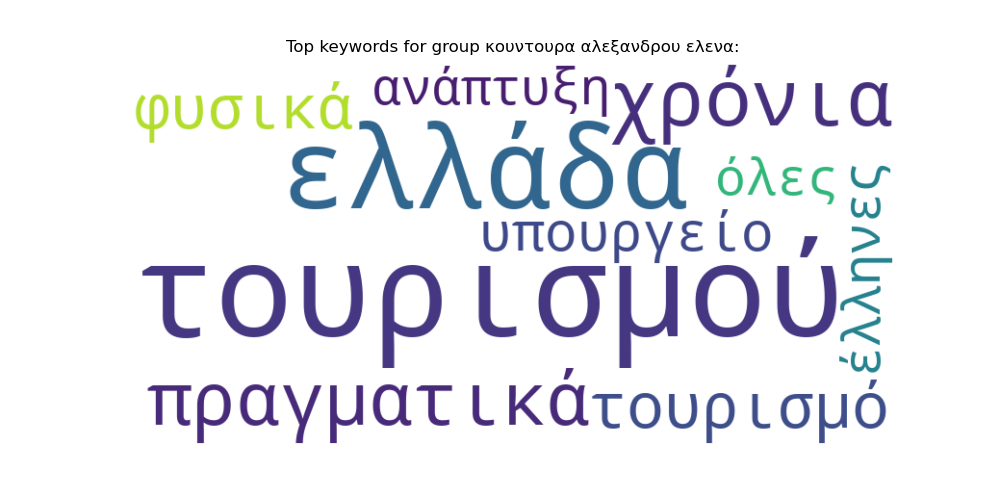 Top keywords for group κουντουρα αλεξανδρου ελενα:
φυσικά
ανάπτυξη
χρόνια
ελλάδα
όλες
έλληνες
υπουργείο
τουρισμού
πραγματικά
τουρισμό